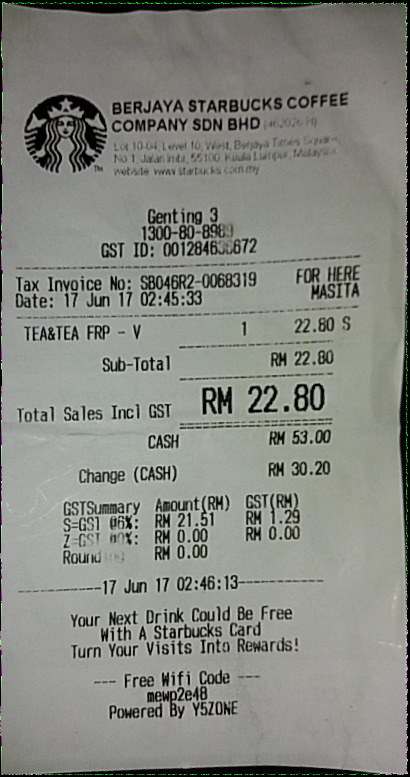 BERJAYA STARBUCKS COFFEE
COMPANY SDN BHD
Lot 10-04, Level 10, West, Berjaya Times Square,
No 1, Jalan Imbi, 55100, Kuala Lumpur, Malaysia
website: www.starbucks.com.my
Genting 3
1300-80-8989
GST ID:
Tax Invoice No: SB046R2-0068319 FOR HERE
Date: 17 Jun 17 02:45:33 MASITA
TEA&TEA FRP - V 1 22.80 S
Sub-Total RM 22.80
Total Sales Incl GST RM 22.80
CASH RM 53.00
Change (CASH) RM 30.20
GSTSummary Amount(RM) GST(RM)
S=GST @6%: RM 21.51 RM 1.29
Z=GST @0%: RM 0.00 RM 0.00
Rounding RM 0.00
------------17 Jun 17 02:46:13------------
Your Next Drink Could Be Free
With A Starbucks Card
Turn Your Visits Into Rewards!
--- Free Wifi Code ---
mewp2e48
Powered By Y5ZONE